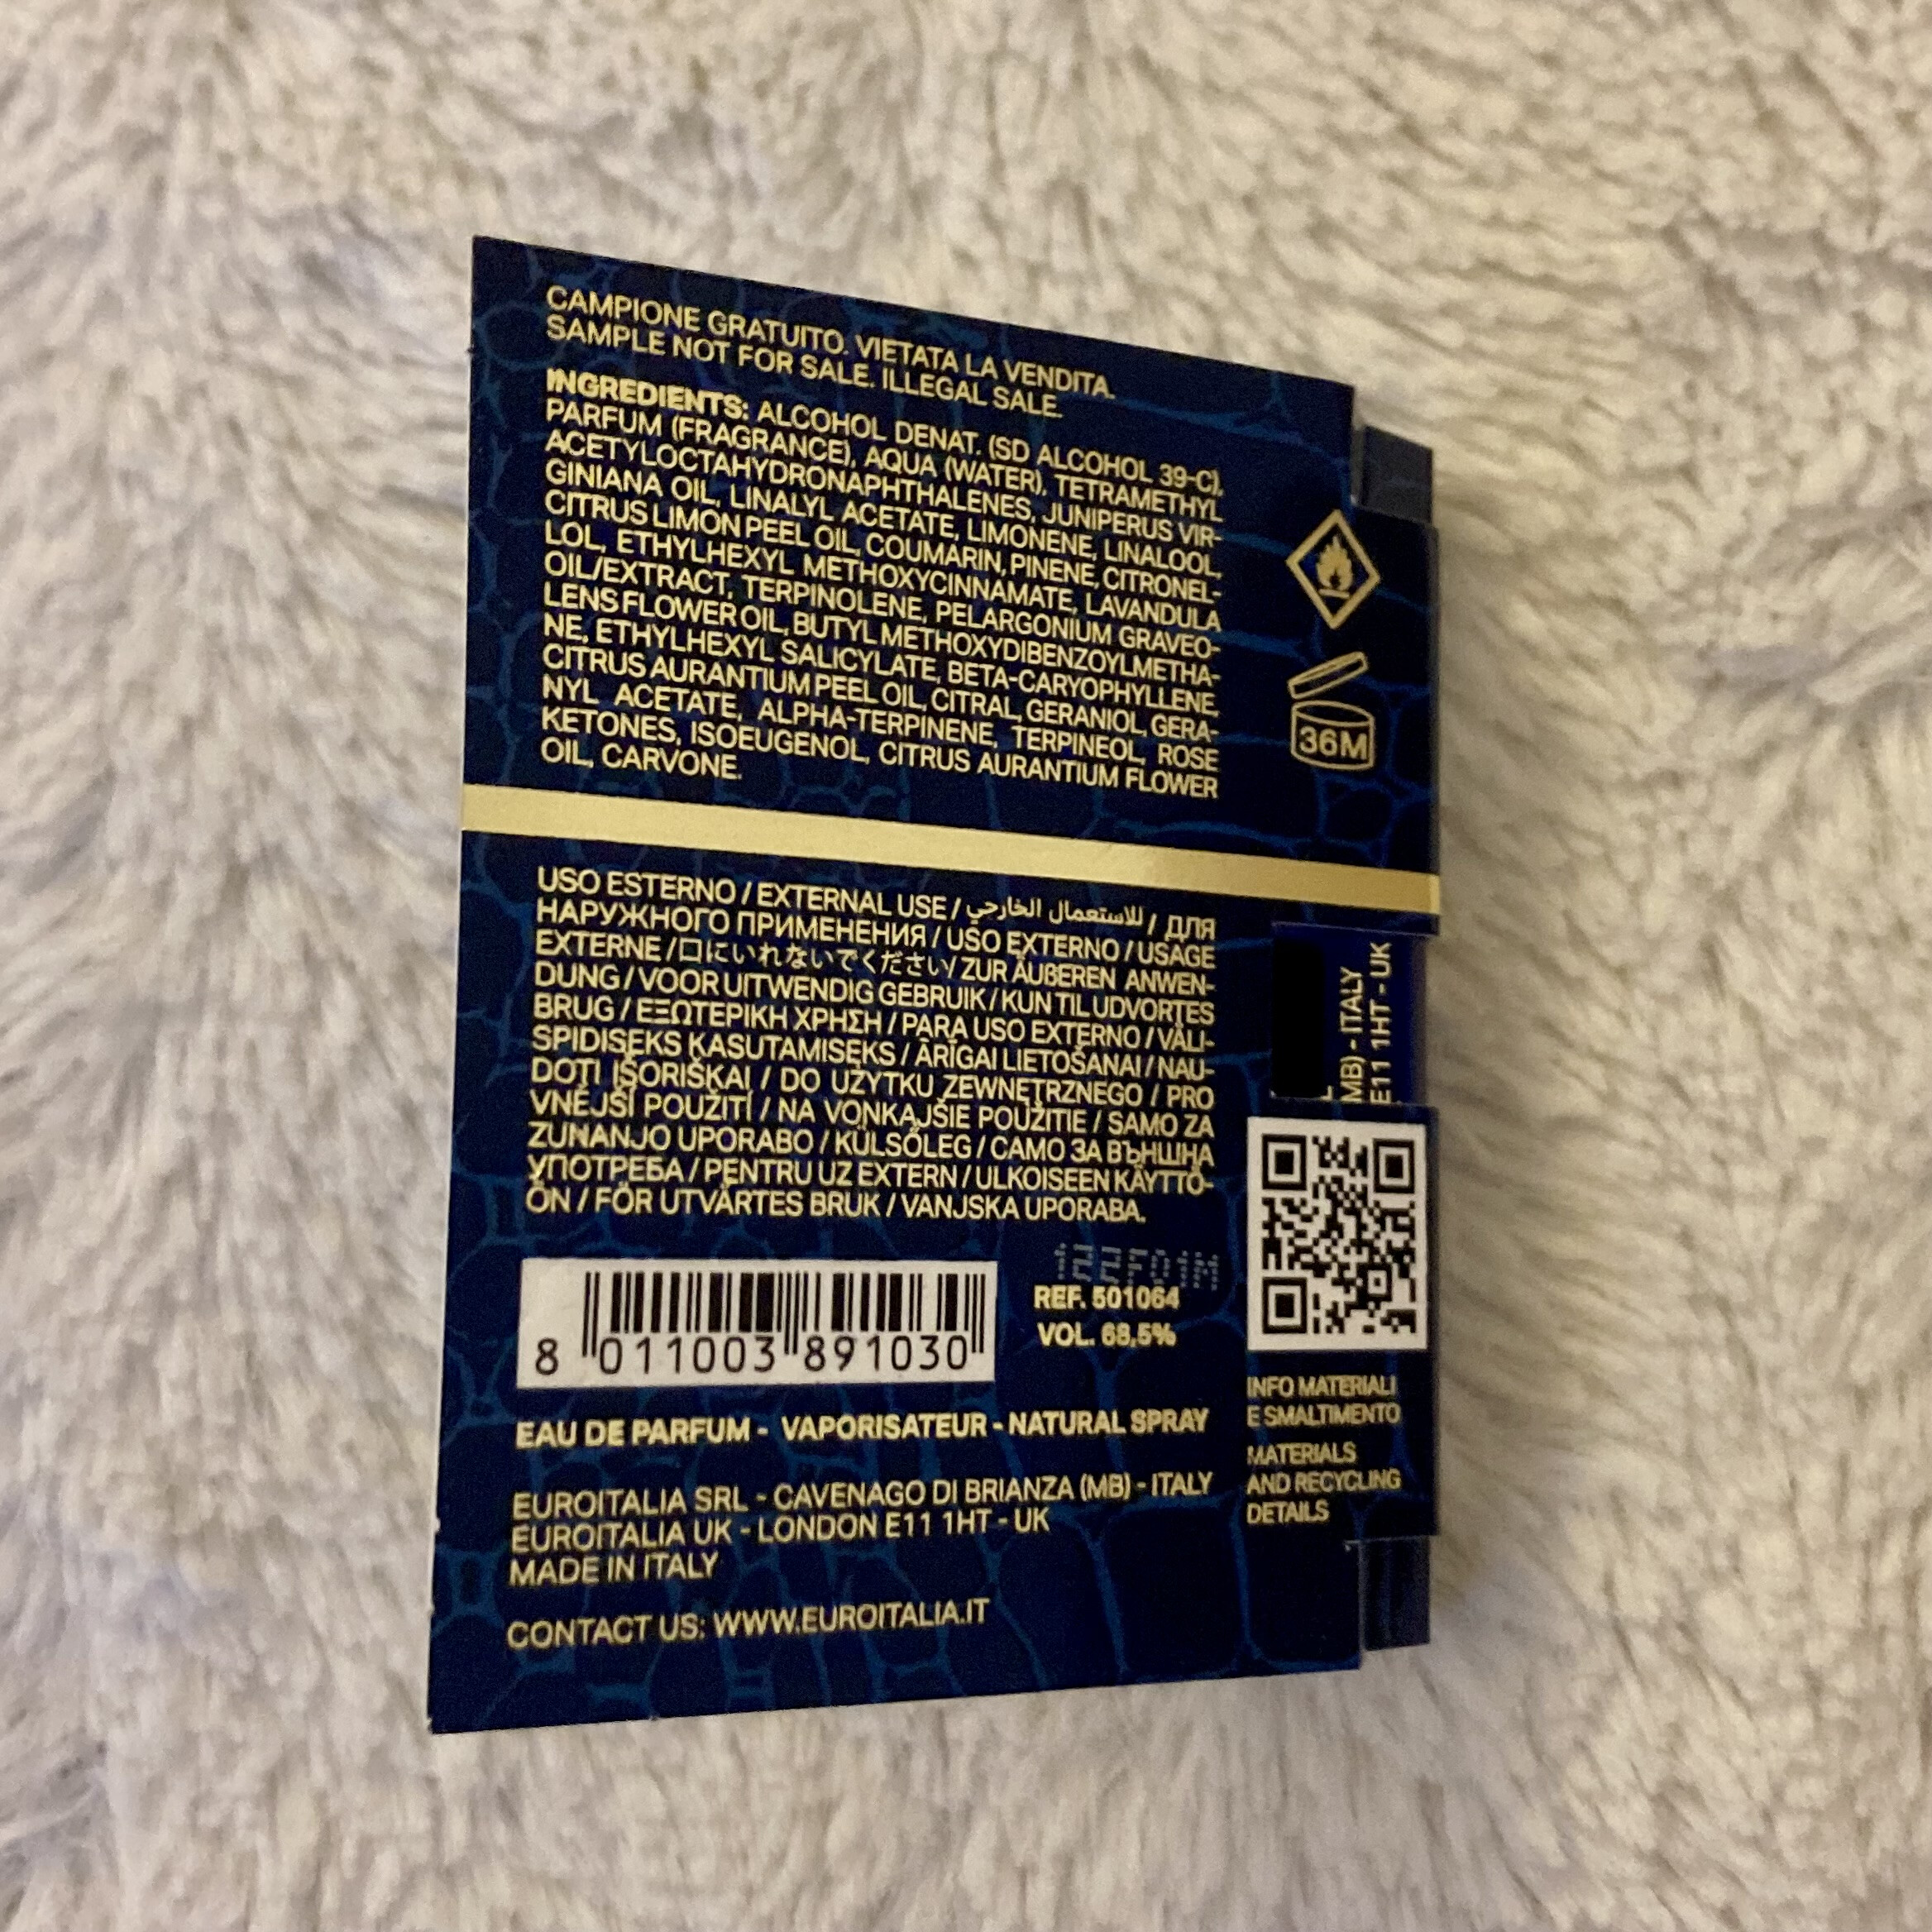 CAMPIONE GRATUITO. VIETATA LA VENDITA.
SAMPLE NOT FOR SALE. ILLEGAL SALE.
INGREDIENTS: ALCOHOL DENAT. (SD ALCOHOL 39-C),
PARFUM (FRAGRANCE), AQUA (WATER), TETRAMETHYL
ACETYLOCTAHYDRONAPHTHALENES, JUNIPERUS VIR-
GINIANA OIL, LINALYL ACETATE, LIMONENE, LINALOOL,
CITRUS LIMON PEEL OIL, COUMARIN, PINENE, CITRONEL-
LOL, ETHYLHEXYL METHOXYCINNAMATE, LAVANDULA
OIL/EXTRACT, TERPINOLENE, PELARGONIUM GRAVEO-
LENS FLOWER OIL, BUTYL METHOXYDIBENZOYLMETHA-
NE, ETHYLHEXYL SALICYLATE, BETA-CARYOPHYLLENE,
CITRUS AURANTIUM PEEL OIL, CITRAL, GERANIOL, GERA-
NYL ACETATE, ALPHA-TERPINENE, TERPINEOL, ROSE
KETONES, ISOEUGENOL, CITRUS AURANTIUM FLOWER
OIL, CARVONE.
36M
USO ESTERNO / EXTERNAL USE / للاستعمال الخارجي / ДЛЯ
НАРУЖНОГО ПРИМЕНЕНИЯ / USO EXTERNO / USAGE
EXTERNE /口にいれないでください/ ZUR ÄUßEREN ANWEN-
DUNG / VOOR UITWENDIG GEBRUIK / KUN TIL UDVORTES
BRUG / ΕΞΩΤΕΡΙΚΗ ΧΡΗΣΗ / PARA USO EXTERNO / VÄLI-
SPIDISEKS KASUTAMISEKS / ĀRĪGAI LIETOŠANAI / NAU-
DOTI IŠORIŠKAI / DO UŻYTKU ZEWNĘTRZNEGO / PRO
VNĚJŠÍ POUŽITÍ / NA VONKAJŠIE POUŽITIE / SAMO ZA
ZUNANJO UPORABO / KÜLSŐLEG / САМО ЗА ВЪНШНА
УПОТРЕБА / PENTRU UZ EXTERN / ULKOISEEN KÄYTTÖ-
ÖN / FÖR UTVÄRTES BRUK / VANJSKA UPORABA.
MB) - ITALY
E11 1HT - UK
REF. 501064
VOL. 68,5%
8 011003 891030
EAU DE PARFUM - VAPORISATEUR - NATURAL SPRAY
EUROITALIA SRL - CAVENAGO DI BRIANZA (MB) - ITALY
EUROITALIA UK - LONDON E11 1HT - UK
MADE IN ITALY
CONTACT US: WWW.EUROITALIA.IT
INFO MATERIALI
E SMALTIMENTO
MATERIALS
AND RECYCLING
DETAILS